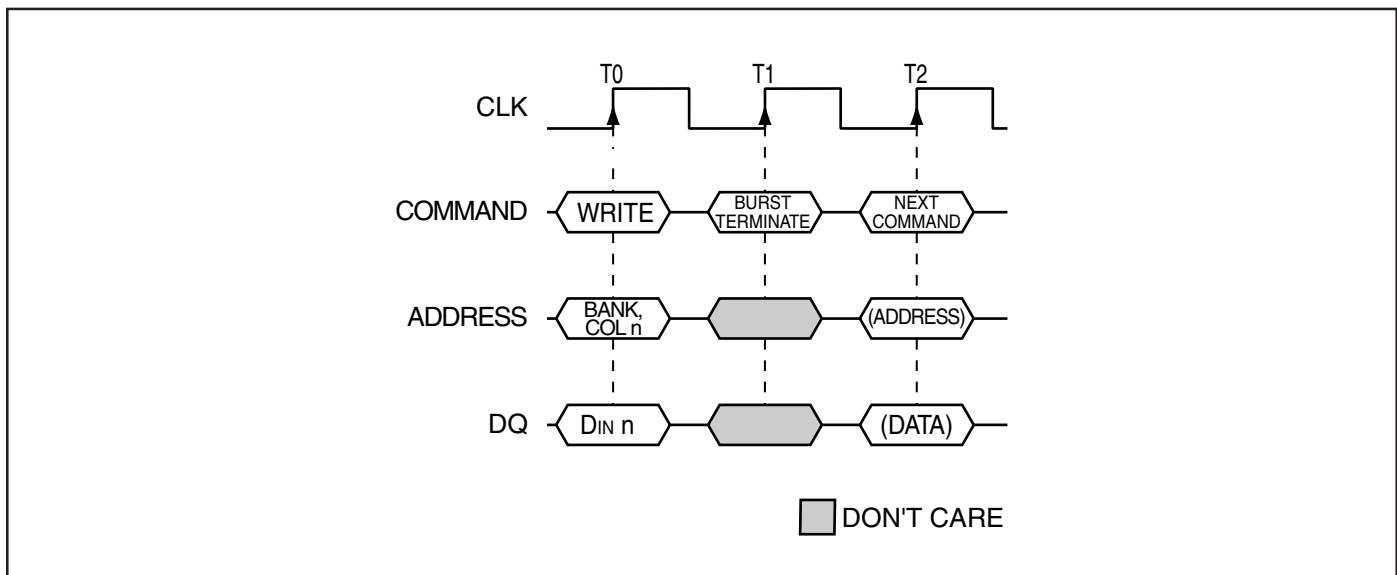 T0 T1 T2
CLK
COMMAND WRITE BURST TERMINATE NEXT COMMAND
ADDRESS BANK, COL n (ADDRESS)
DQ DIN n (DATA)
DON'T CARE